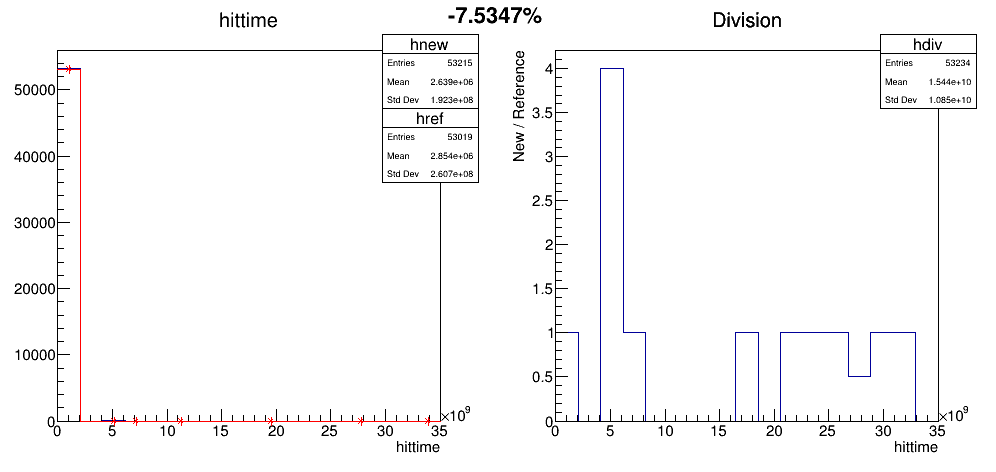 -7.5347%
hittime
hnew
Entries 53215
Mean 2.639e+06
Std Dev 1.923e+08
href
Entries 53019
Mean 2.854e+06
Std Dev 2.607e+08
50000
40000
30000
20000
10000
0
0 5 10 15 20 25 30 35
×10⁹
hittime
Division
hdiv
Entries 53234
Mean 1.544e+10
Std Dev 1.085e+10
New / Reference
4
3.5
3
2.5
2
1.5
1
0.5
0
0 5 10 15 20 25 30 35
×10⁹
hittime